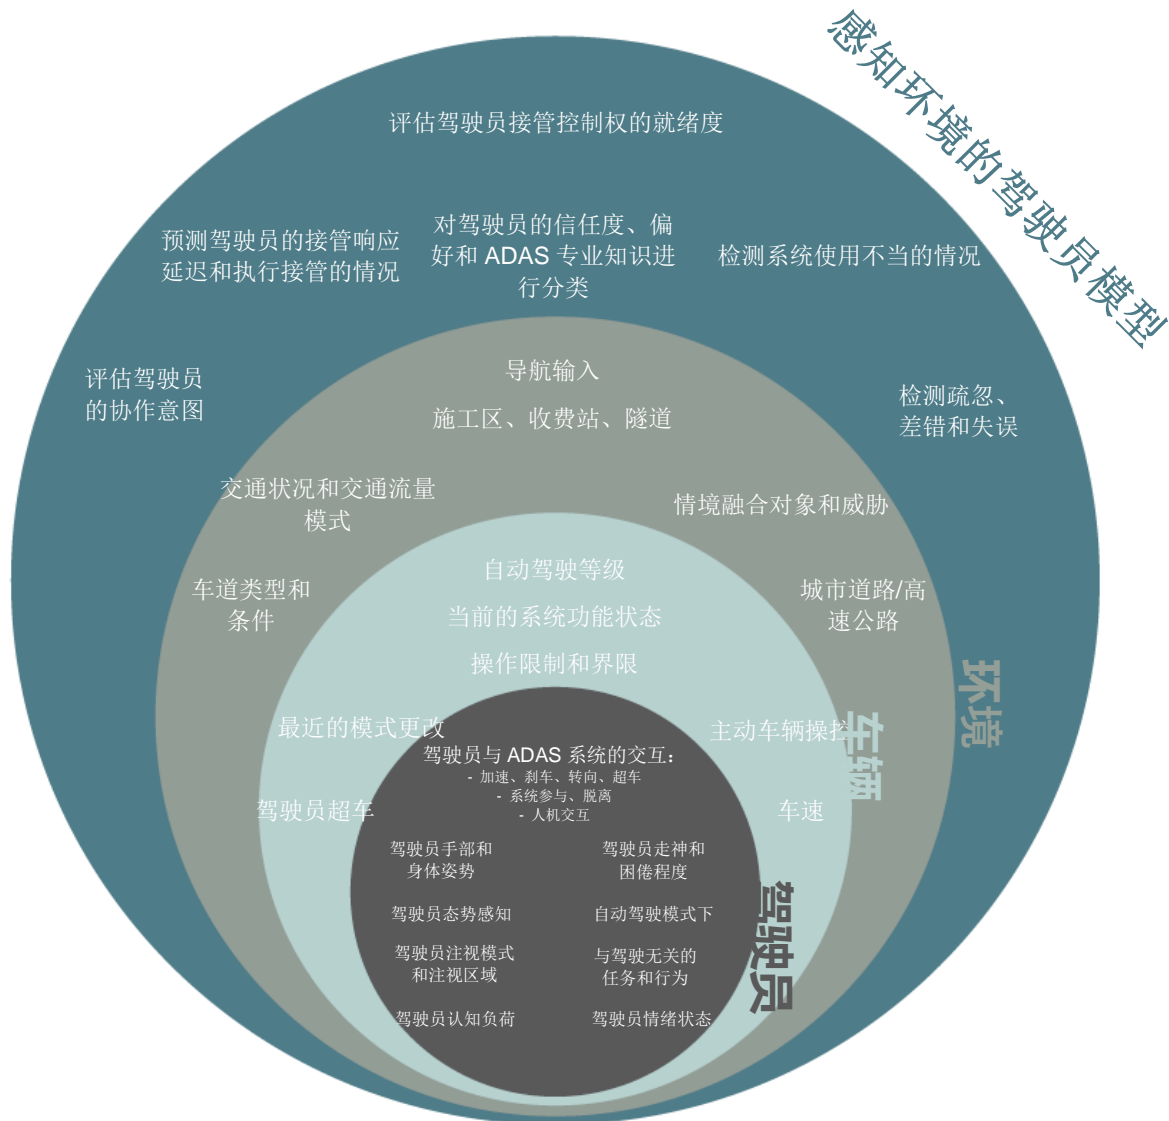 感知环境的驾驶员模型
评估驾驶员接管控制权的就绪度
预测驾驶员的接管响应
延迟和执行接管的情况
对驾驶员的信任度、偏
好和 ADAS 专业知识进
行分类
检测系统使用不当的情况
评估驾驶员
的协作意图
检测疏忽、
差错和失误
导航输入
施工区、收费站、隧道
交通状况和交通流量
模式
情境融合对象和威胁
车道类型和
条件
城市道路/高
速公路
环境
自动驾驶等级
当前的系统功能状态
操作限制和界限
最近的模式更改
主动车辆操控
驾驶员超车
车速
车辆
驾驶员与 ADAS 系统的交互：
- 加速、刹车、转向、超车
- 系统参与、脱离
- 人机交互
驾驶员手部和
身体姿势
驾驶员走神和
困倦程度
驾驶员态势感知
自动驾驶模式下
驾驶员注视模式
和注视区域
与驾驶无关的
任务和行为
驾驶员认知负荷
驾驶员情绪状态
驾驶员